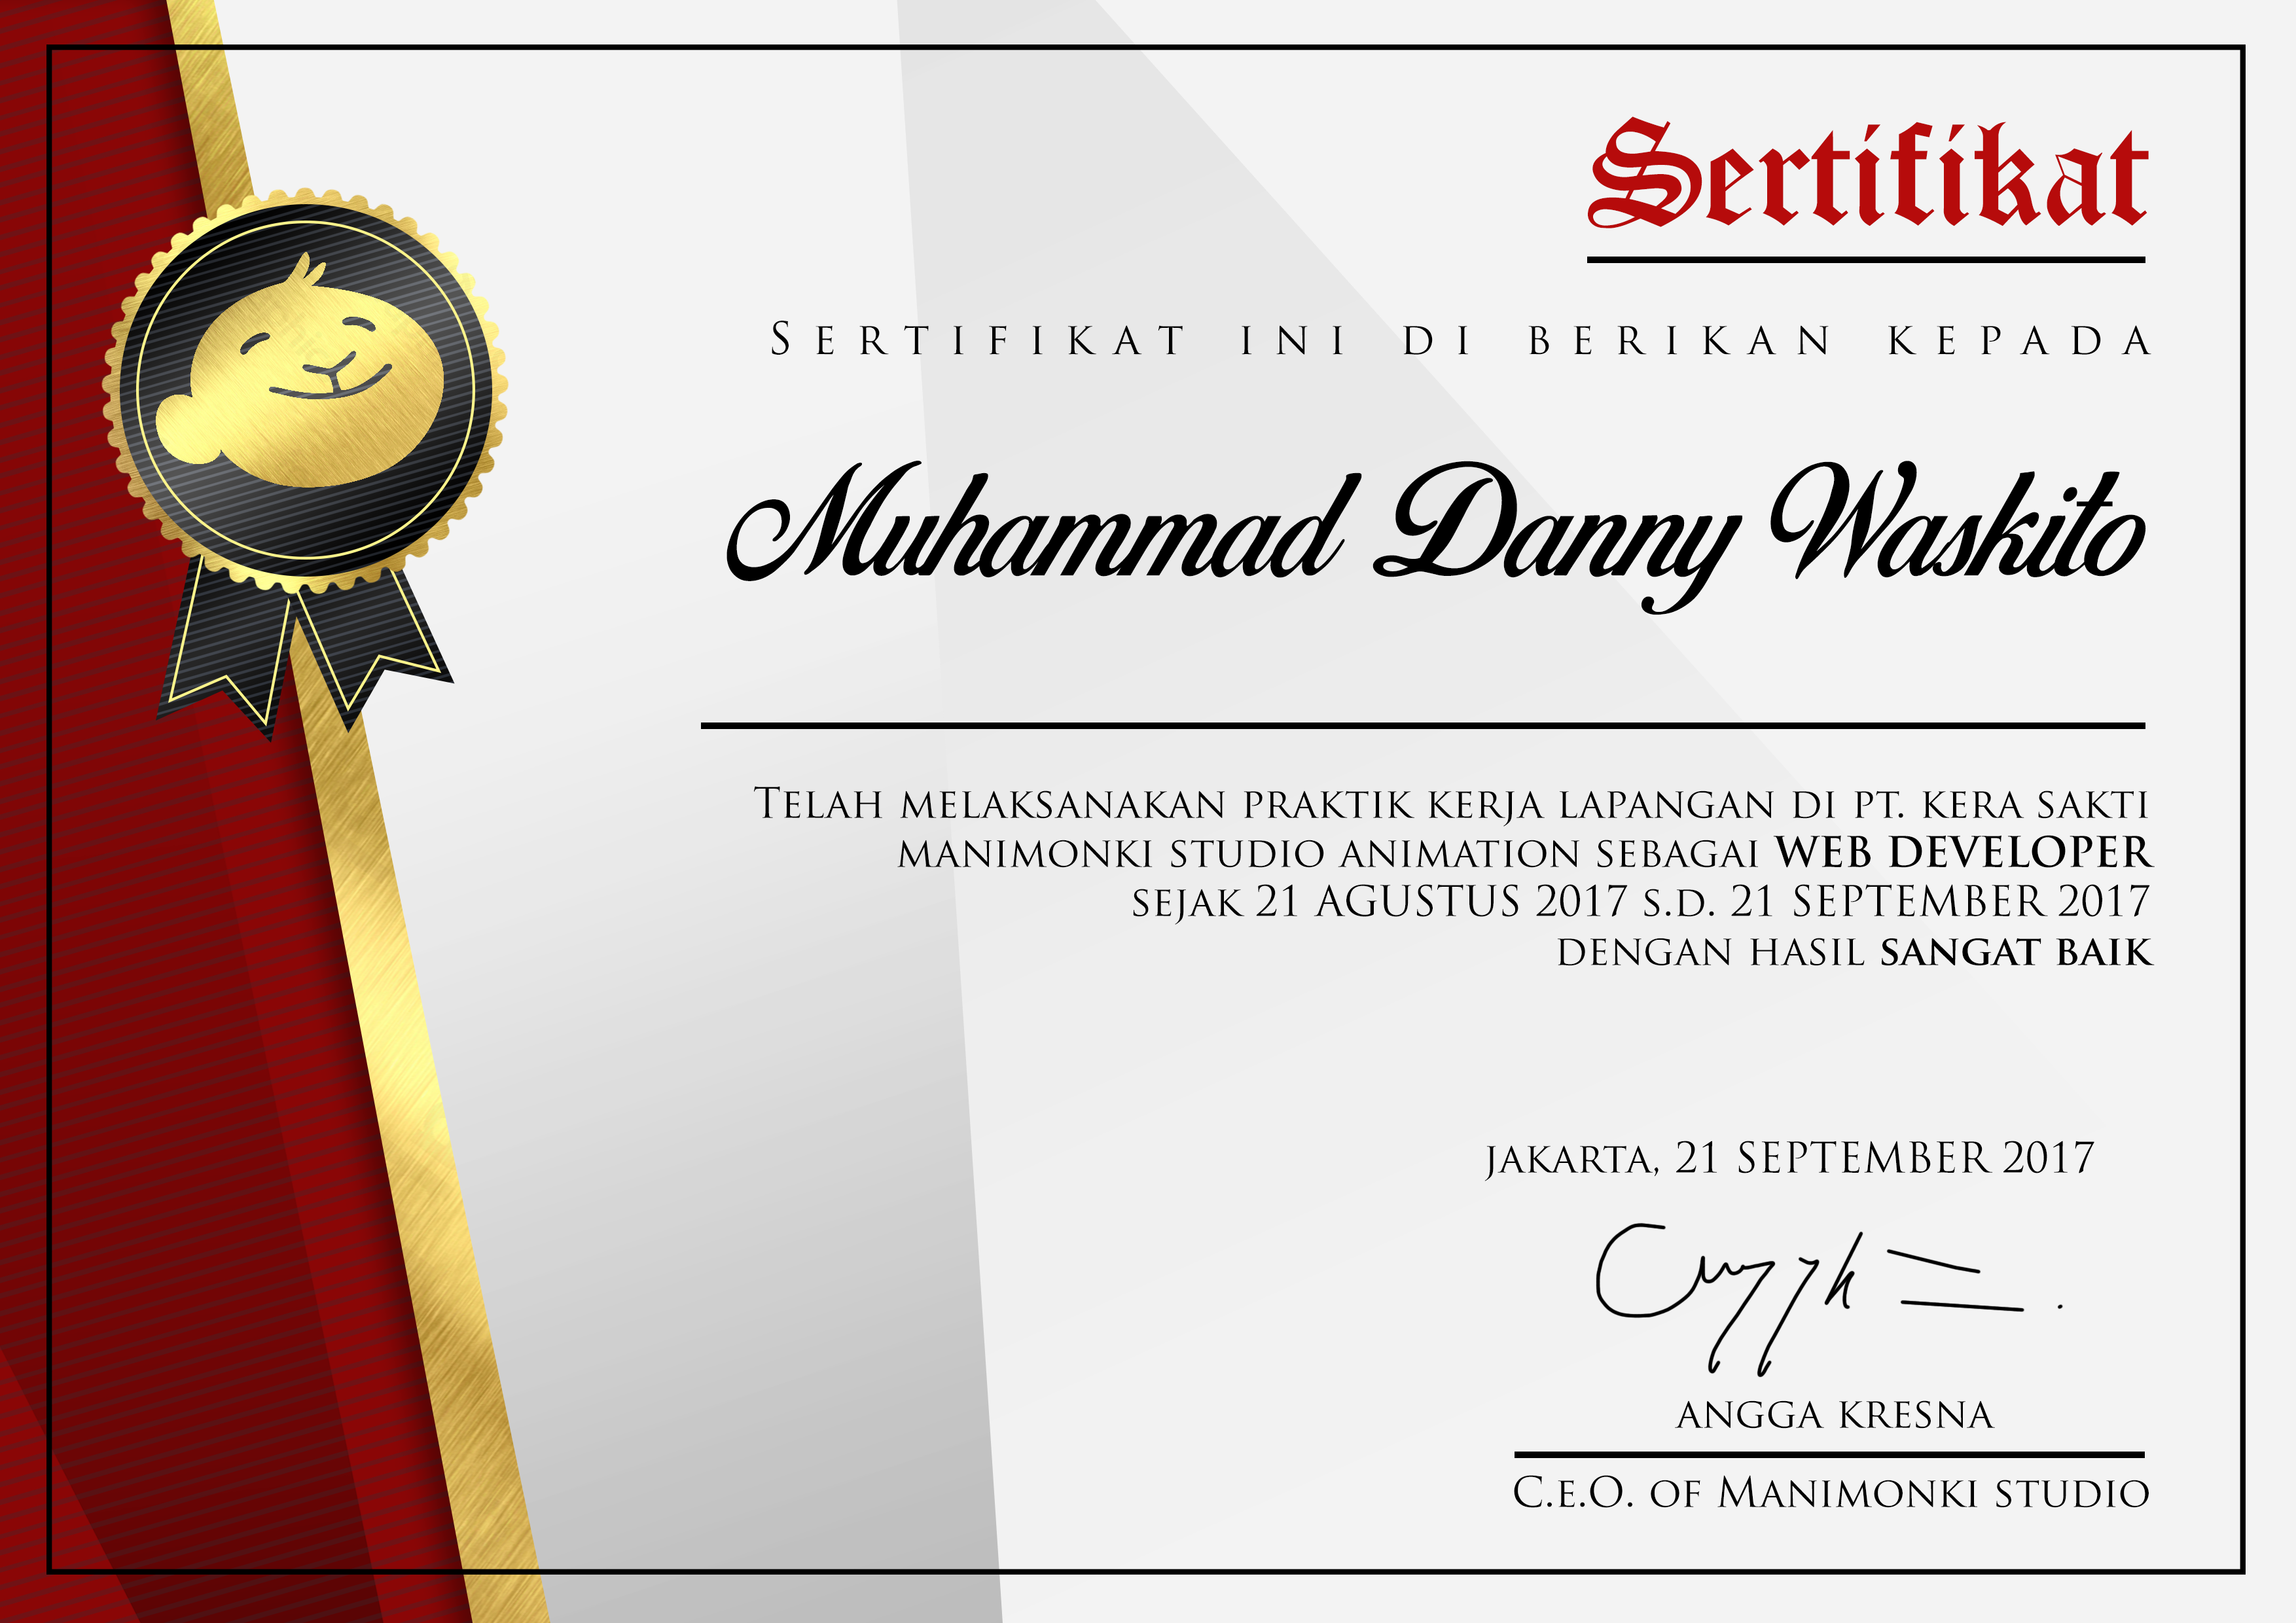 Sertifikat
Sertifikat ini di berikan kepada
Muhammad Danny Waskito
Telah melaksanakan praktik kerja lapangan di pt. kera sakti
manimonki studio animation sebagai WEB DEVELOPER
sejak 21 AGUSTUS 2017 s.d. 21 SEPTEMBER 2017
dengan hasil sangat baik
jakarta, 21 SEPTEMBER 2017
angga kresna
C.e.O. of Manimonki studio